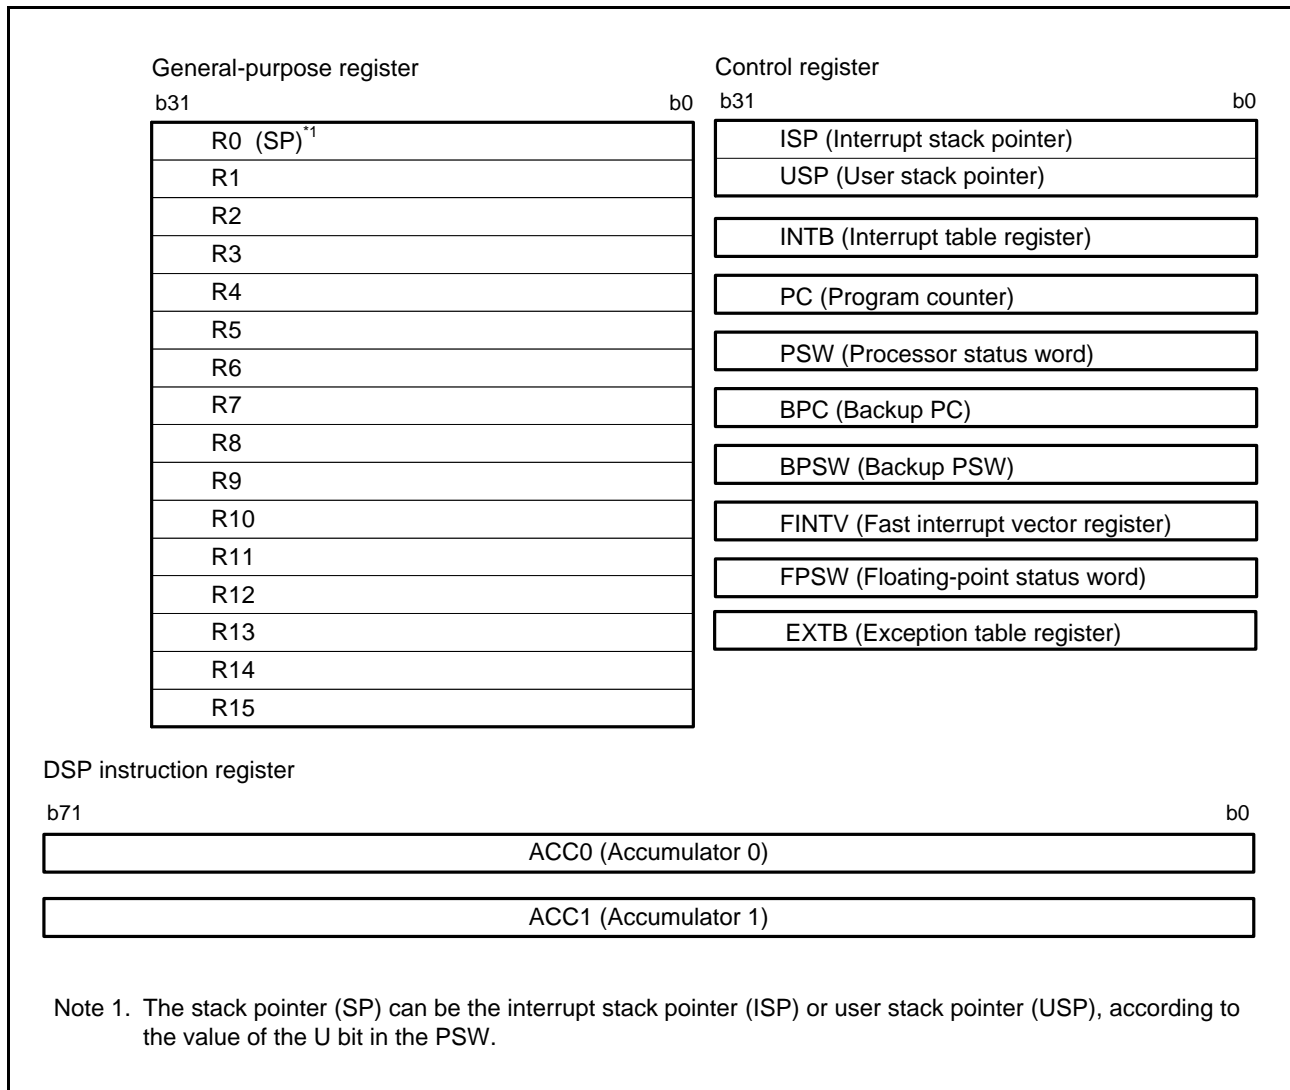 General-purpose register
b31 b0
R0 (SP)*1
R1
R2
R3
R4
R5
R6
R7
R8
R9
R10
R11
R12
R13
R14
R15
Control register
b31 b0
ISP (Interrupt stack pointer)
USP (User stack pointer)
INTB (Interrupt table register)
PC (Program counter)
PSW (Processor status word)
BPC (Backup PC)
BPSW (Backup PSW)
FINTV (Fast interrupt vector register)
FPSW (Floating-point status word)
EXTB (Exception table register)
DSP instruction register
b71 b0
ACC0 (Accumulator 0)
ACC1 (Accumulator 1)
Note 1. The stack pointer (SP) can be the interrupt stack pointer (ISP) or user stack pointer (USP), according to
the value of the U bit in the PSW.